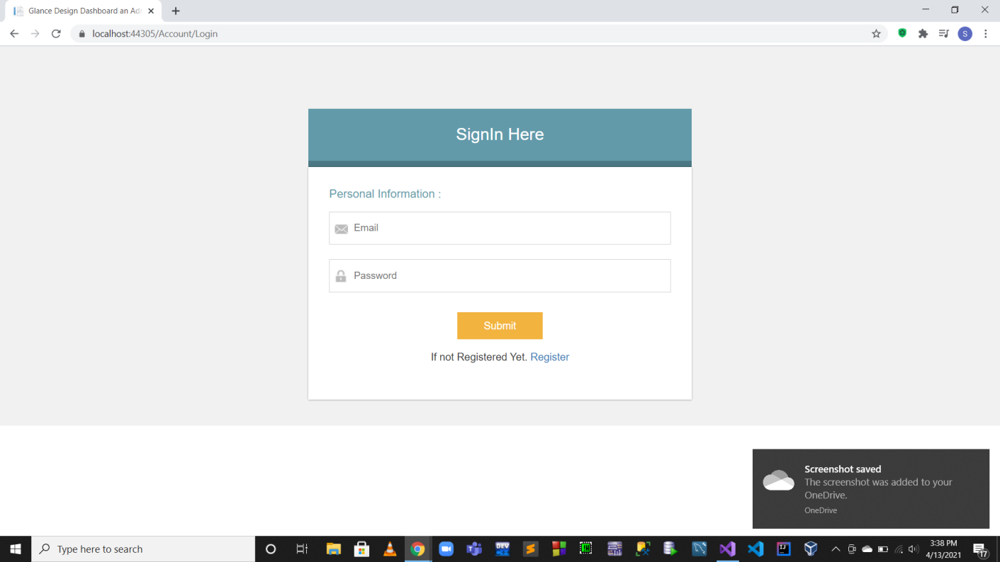 Glance Design Dashboard an Ad
localhost:44305/Account/Login
S
SignIn Here
Personal Information :
Email
Password
Submit
If not Registered Yet. Register
Screenshot saved
The screenshot was added to your
OneDrive.
OneDrive
Type here to search
DEV
IJ
3:38 PM
4/13/2021
17